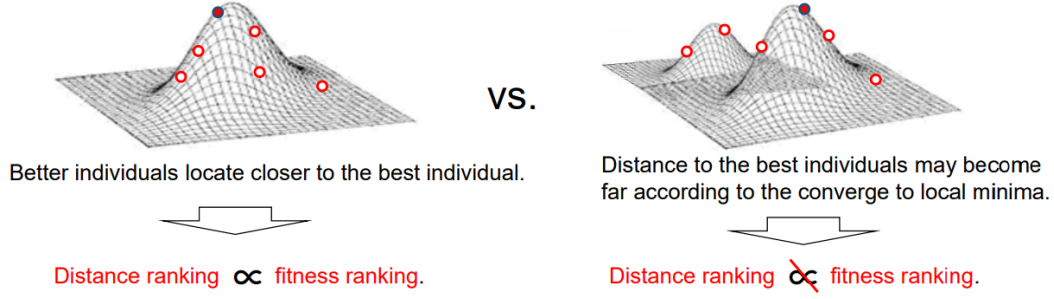 vs.
Better individuals locate closer to the best individual.
Distance ranking ∝ fitness ranking.
Distance to the best individuals may become
far according to the converge to local minima.
Distance ranking ∝ fitness ranking.